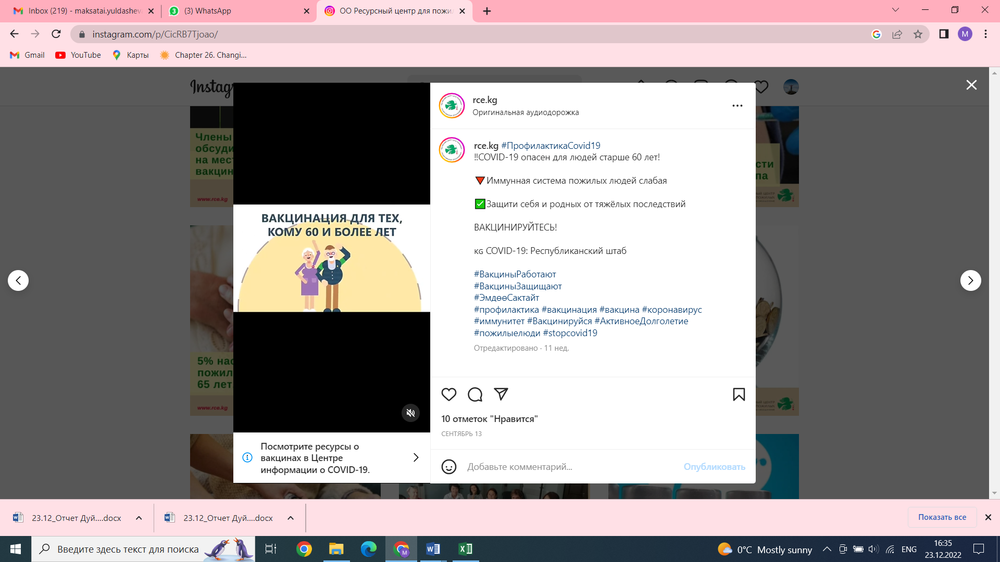 Inbox (219) - maksatai.yuldashev
(3) WhatsApp
ОО Ресурсный центр для пожи
instagram.com/p/CicRB7Tjoao/
M
Gmail
YouTube
Карты
Chapter 26. Changi...
Instag
Члены
обсуди
на мест
вакцин
www.rce.kg
5% нас
пожил
65 лет
www.rce.kg
ВАКЦИНАЦИЯ ДЛЯ ТЕХ,
КОМУ 60 И БОЛЕЕ ЛЕТ
Посмотрите ресурсы о
вакцинах в Центре
информации о COVID-19.
rce.kg
Оригинальная аудиодорожка
rce.kg #ПрофилактикаCovid19
‼COVID-19 опасен для людей старше 60 лет!
🔻Иммунная система пожилых людей слабая
✅Защити себя и родных от тяжёлых последствий
ВАКЦИНИРУЙТЕСЬ!
KG COVID-19: Республиканский штаб
#ВакциныРаботают
#ВакциныЗащищают
#ЭмдөөСактайт
#профилактика #вакцинация #вакцина #коронавирус
#иммунитет #Вакцинируйся #АктивноеДолголетие
#пожилыелюди #stopcovid19
Отредактировано · 11 нед.
10 отметок "Нравится"
СЕНТЯБРЬ 13
Добавьте комментарий...
Опубликовать
сти
па
23.12_Отчет Дуй....docx
23.12_Отчет Дуй....docx
Показать все
Введите здесь текст для поиска
0°C Mostly sunny
ENG
16:35
23.12.2022